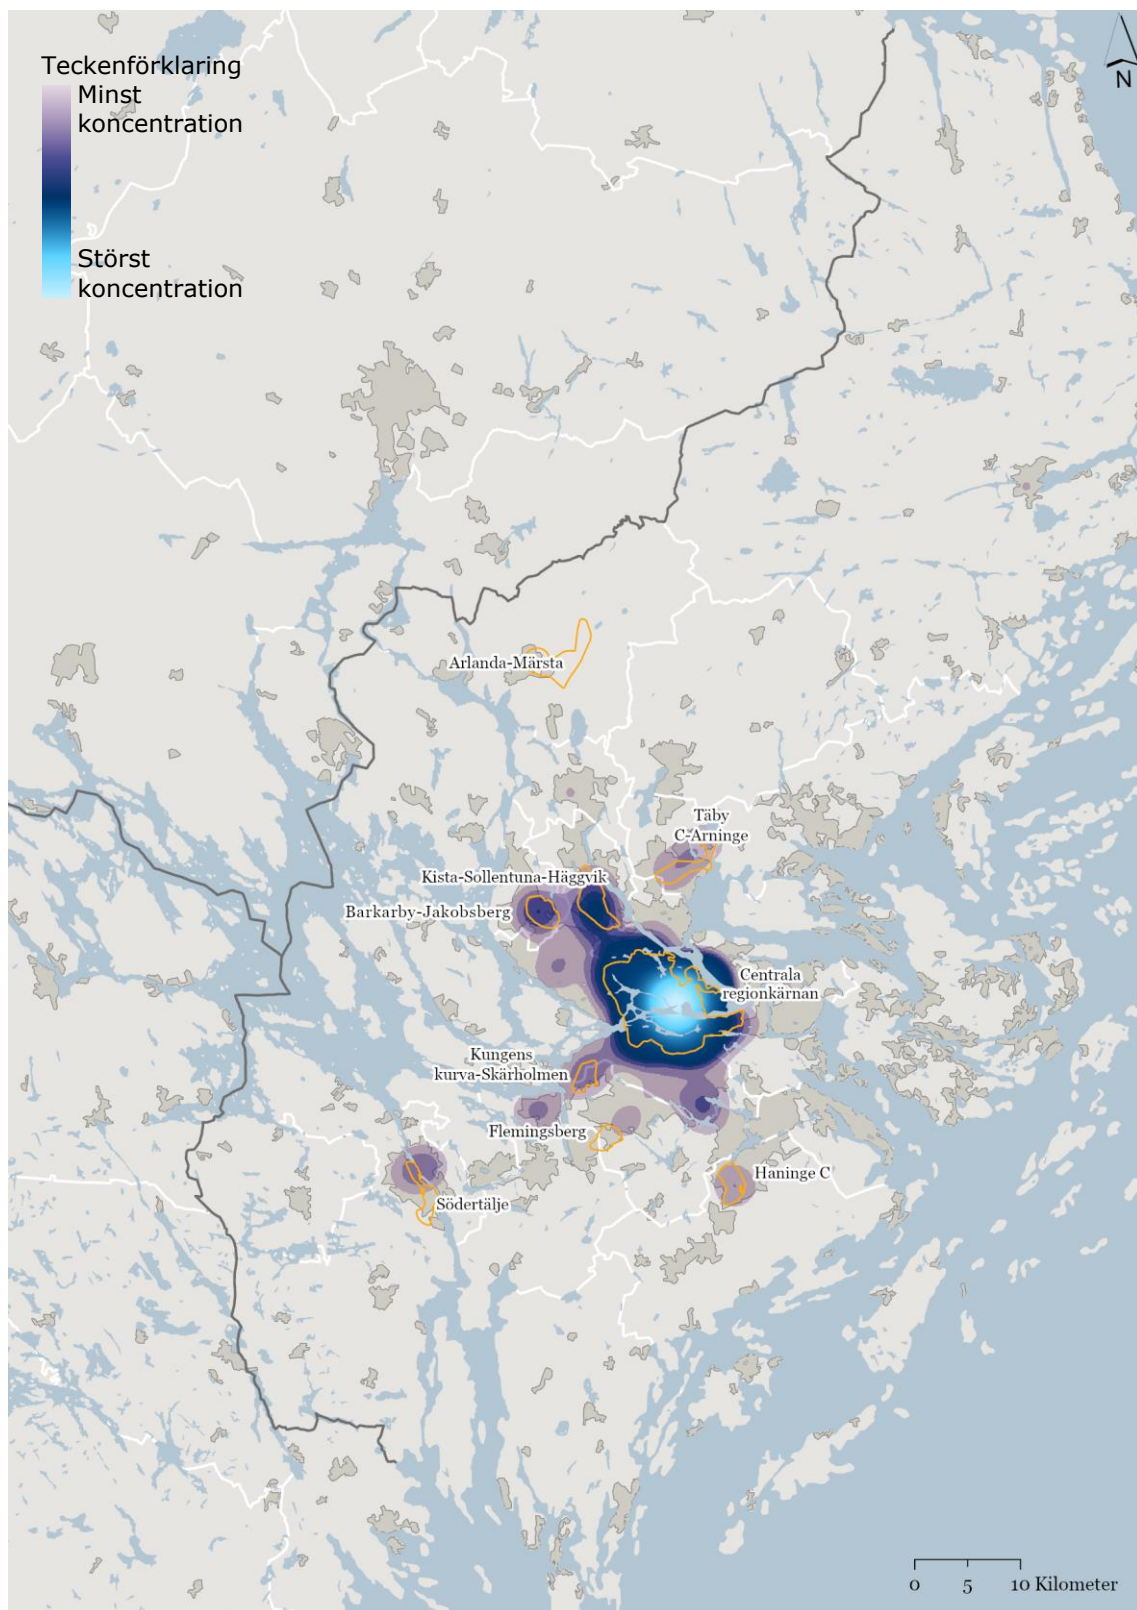 Teckenförklaring
Minst
koncentration
Störst
koncentration
N
Arlanda-Märsta
Täby
C-Arninge
Kista-Sollentuna-Häggvik
Barkarby-Jakobsberg
Centrala
regionkärnan
Kungens
kurva-Skärholmen
Flemingsberg
Haninge C
Södertälje
0 5 10 Kilometer